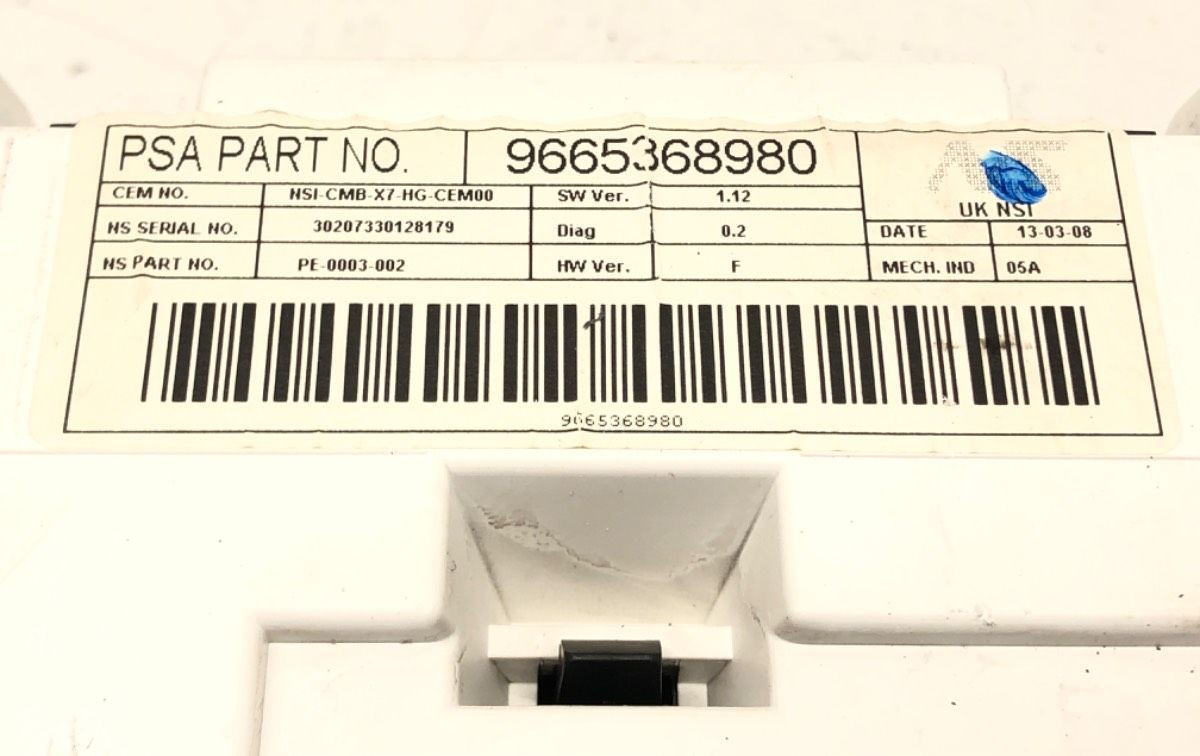 PSA PART NO. 9665368980
CEM NO. NSI-CMB-X7-HG-CEM00 SW Ver. 1.12
UK NSI
NS SERIAL NO. 30207330128179 Diag 0.2 DATE 13-03-08
NS PART NO. PE-0003-002 HW Ver. F MECH. IND 05A
9665368980